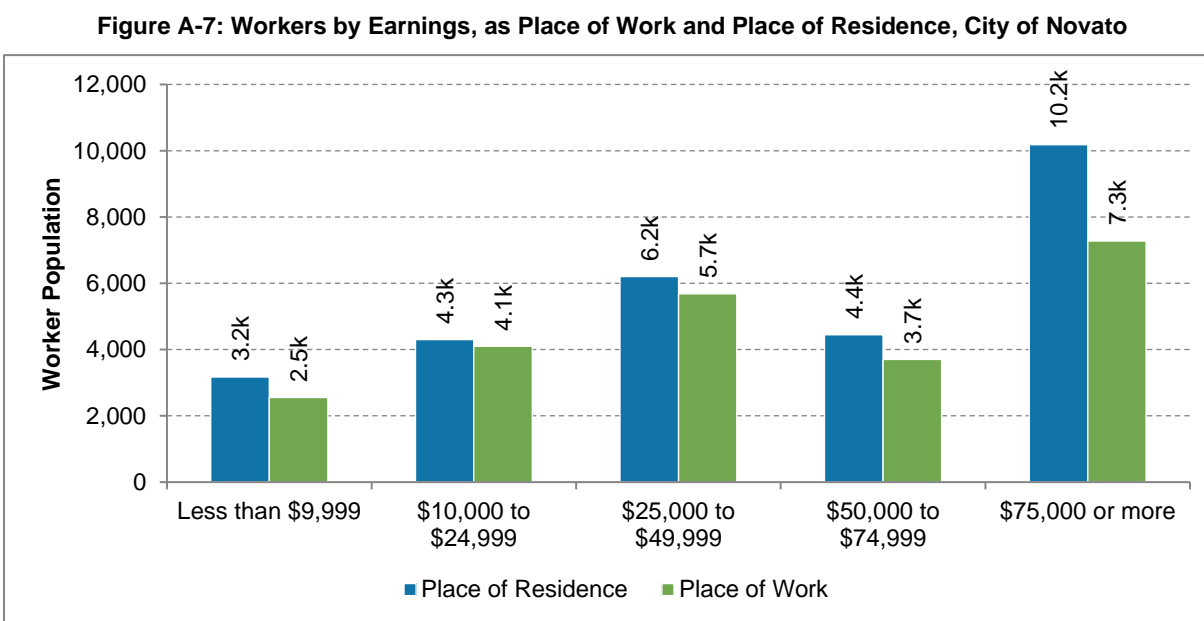 Figure A-7: Workers by Earnings, as Place of Work and Place of Residence, City of Novato
Worker Population
12,000
10,000
8,000
6,000
4,000
2,000
0
3.2k
2.5k
4.3k
4.1k
6.2k
5.7k
4.4k
3.7k
10.2k
7.3k
Less than $9,999
$10,000 to
$24,999
$25,000 to
$49,999
$50,000 to
$74,999
$75,000 or more
Place of Residence
Place of Work